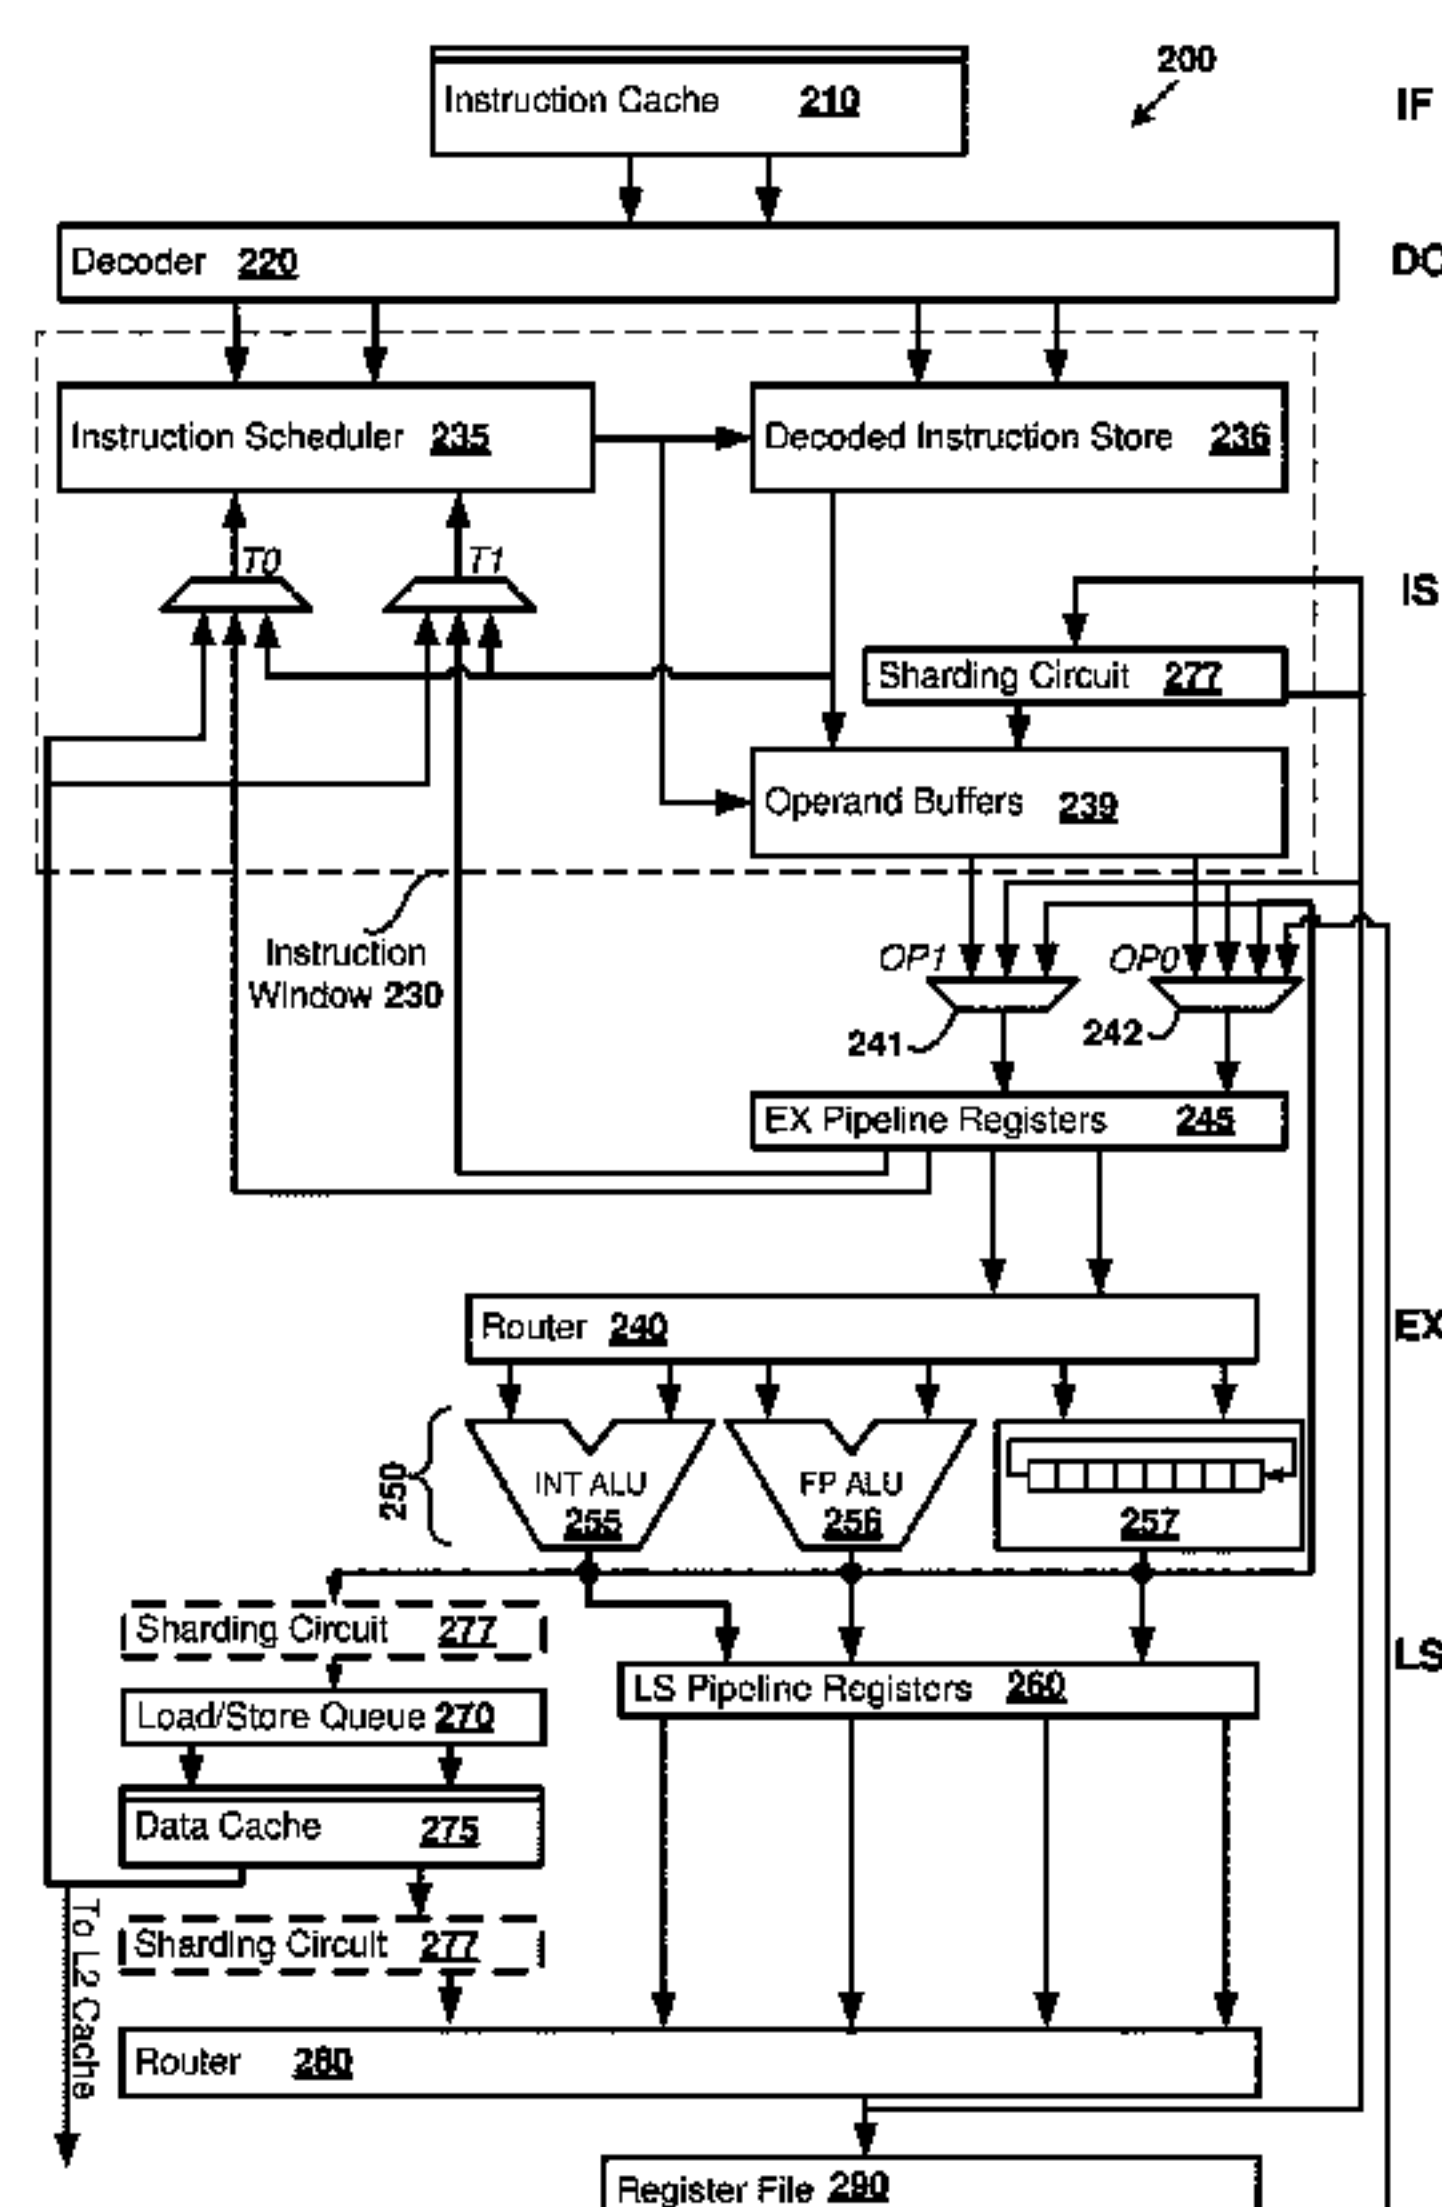 200
IF
Instruction Cache 210
Decoder 220
DC
Instruction Scheduler 235
Decoded Instruction Store 236
T0
T1
IS
Sharding Circuit 277
Operand Buffers 239
Instruction
Window 230
OP1
OP0
241
242
EX Pipeline Registers 245
Router 240
EX
250
INT ALU
255
FP ALU
256
257
Sharding Circuit 277
LS
LS Pipeline Registers 260
Load/Store Queue 270
Data Cache 275
Sharding Circuit 277
To L2 Cache
Router 280
Register File 290